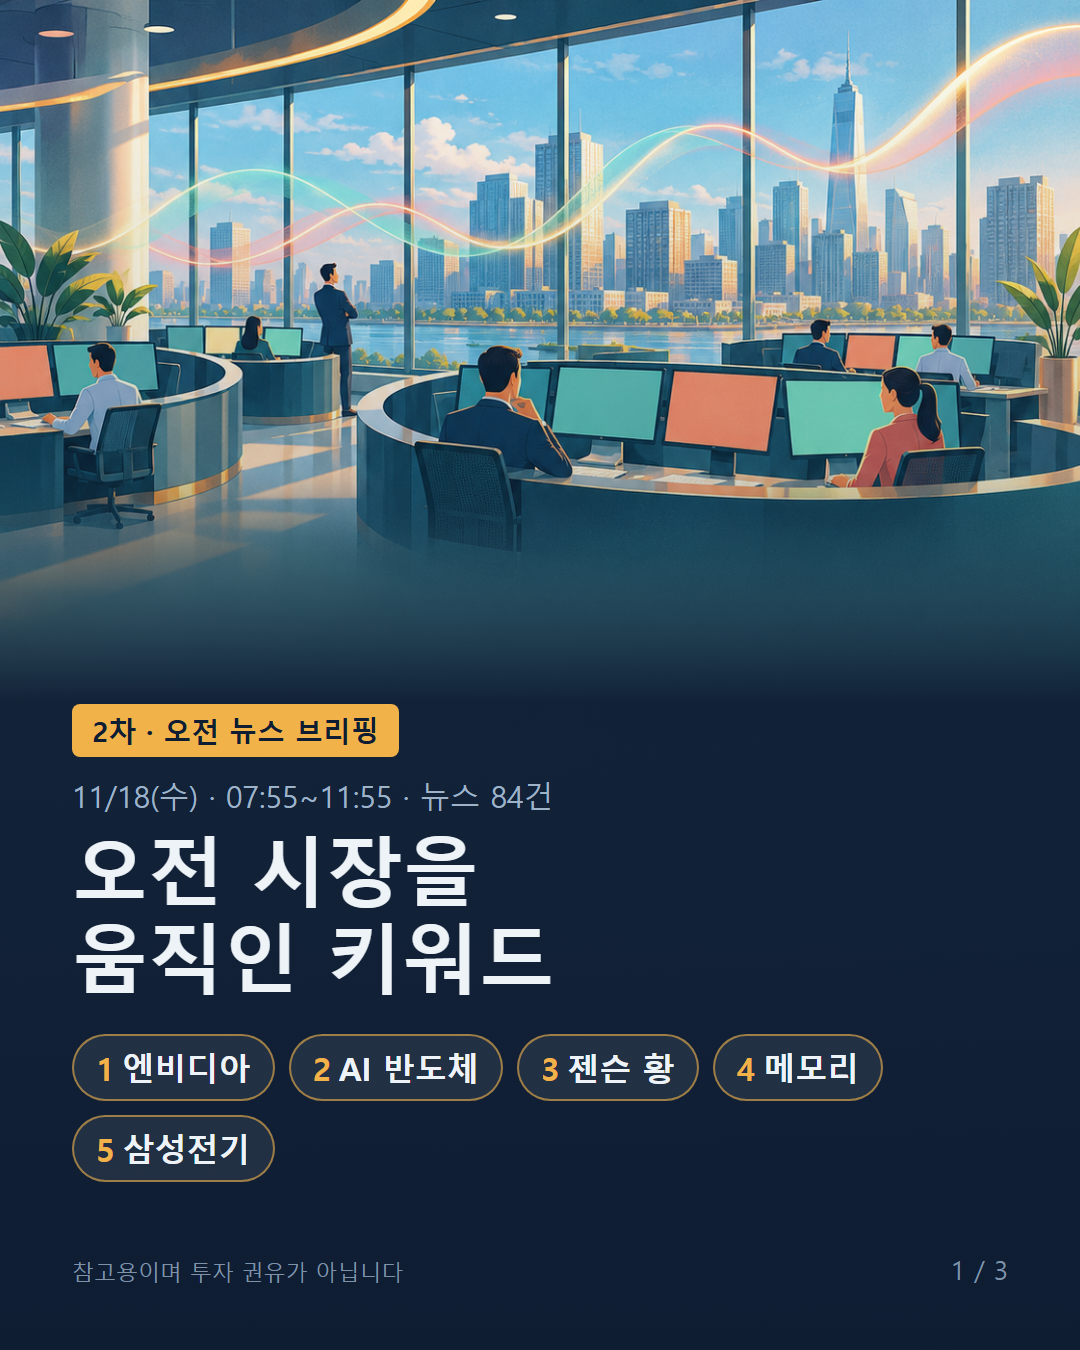 2차 · 오전 뉴스 브리핑
11/18(수) · 07:55~11:55 · 뉴스 84건
오전 시장을
움직인 키워드
1 엔비디아 2 AI 반도체 3 젠슨 황 4 메모리
5 삼성전기
참고용이며 투자 권유가 아닙니다 1 / 3